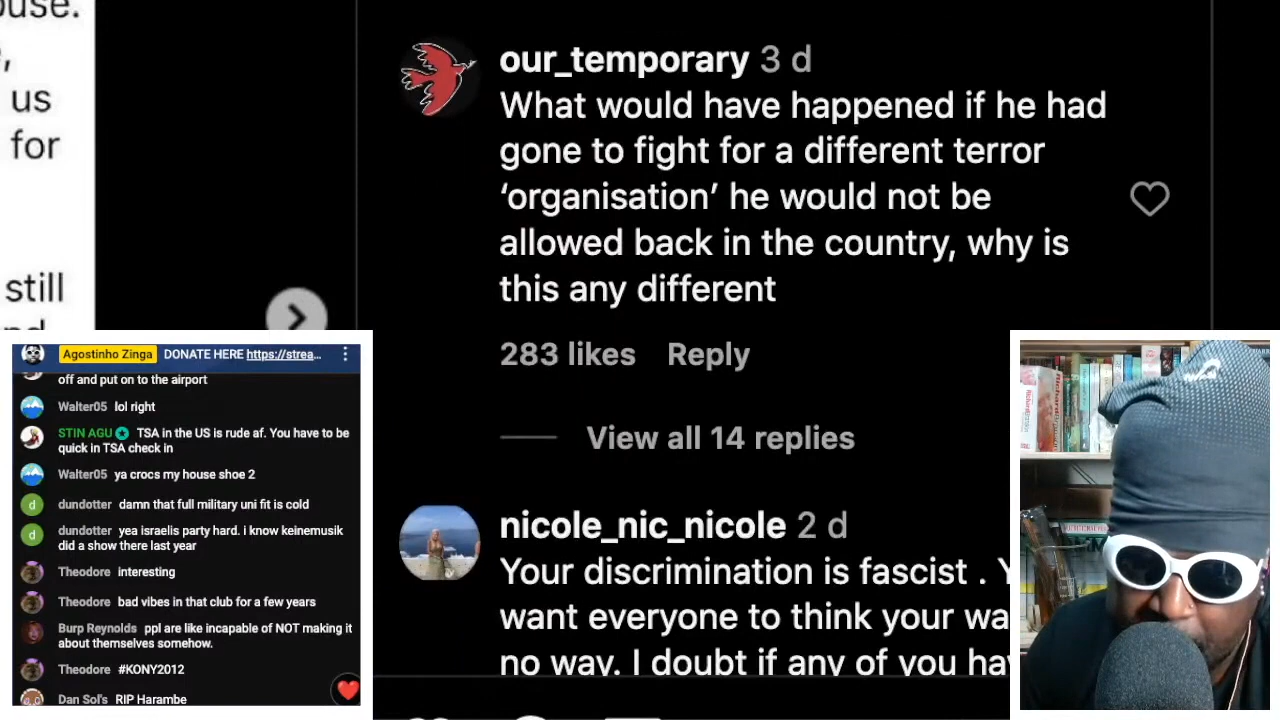 ouse.
us
for
still
our_temporary 3 d
What would have happened if he had
gone to fight for a different terror
‘organisation’ he would not be
allowed back in the country, why is
this any different
283 likes Reply
View all 14 replies
nicole_nic_nicole 2 d
Your discrimination is fascist . Y
want everyone to think your wa
no way. I doubt if any of you ha
Agostinho Zinga DONATE HERE https://strea...
off and put on to the airport
Walter05 lol right
STIN AGU TSA in the US is rude af. You have to be
quick in TSA check in
Walter05 ya crocs my house shoe 2
d dundotter damn that full military uni fit is cold
d dundotter yea israelis party hard. i know keinemusik
did a show there last year
Theodore interesting
Theodore bad vibes in that club for a few years
Burp Reynolds ppl are like incapable of NOT making it
about themselves somehow.
Theodore #KONY2012
Dan Sol's RIP Harambe